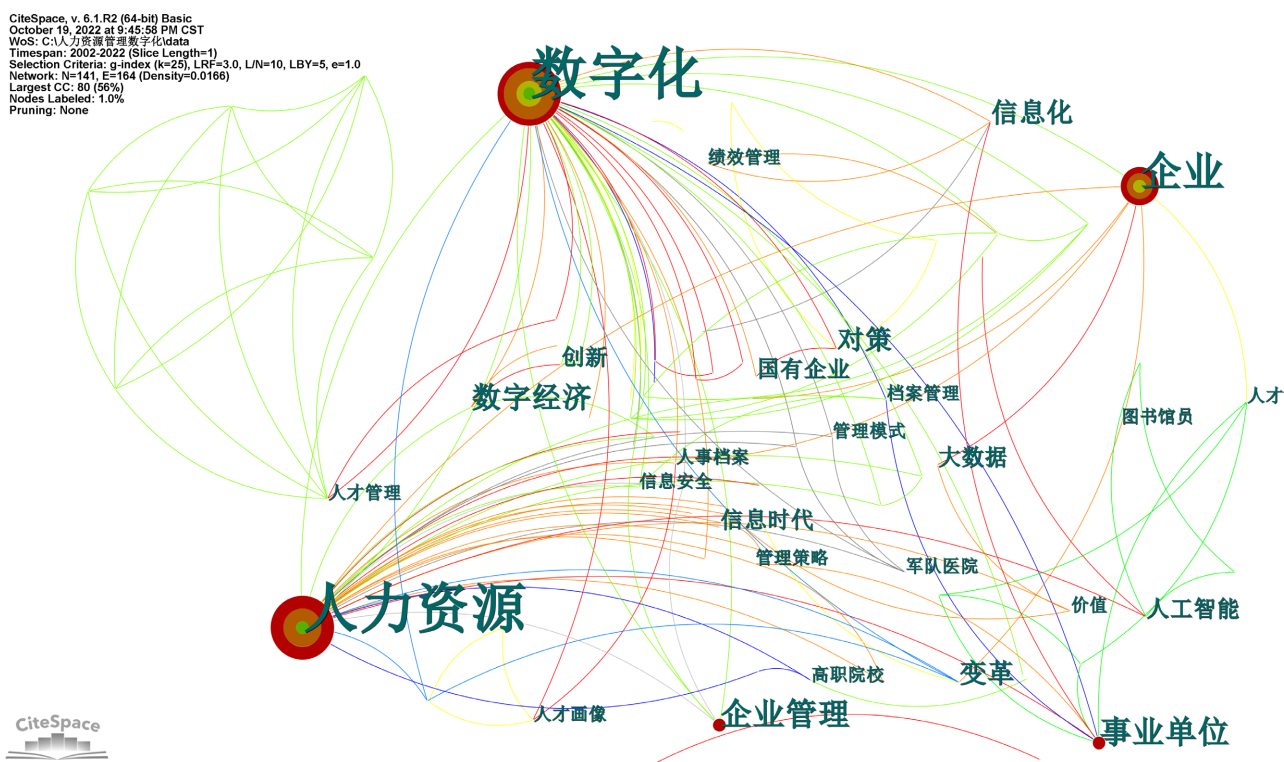 CiteSpace, v. 6.1.R2 (64-bit) Basic
October 19, 2022 at 9:45:58 PM CST
WoS: C:\人力资源管理数字化\data
Timespan: 2002-2022 (Slice Length=1)
Selection Criteria: g-index (k=25), LRF=3.0, L/N=10, LBY=5, e=1.0
Network: N=141, E=164 (Density=0.0166)
Largest CC: 80 (56%)
Nodes Labeled: 1.0%
Pruning: None
数字化
信息化
绩效管理
企业
对策
创新
国有企业
数字经济
档案管理
人才
图书馆员
管理模式
人事档案
大数据
信息安全
人才管理
信息时代
管理策略
军队医院
人力资源
价值
人工智能
高职院校
变革
人才画像
企业管理
事业单位
CiteSpace